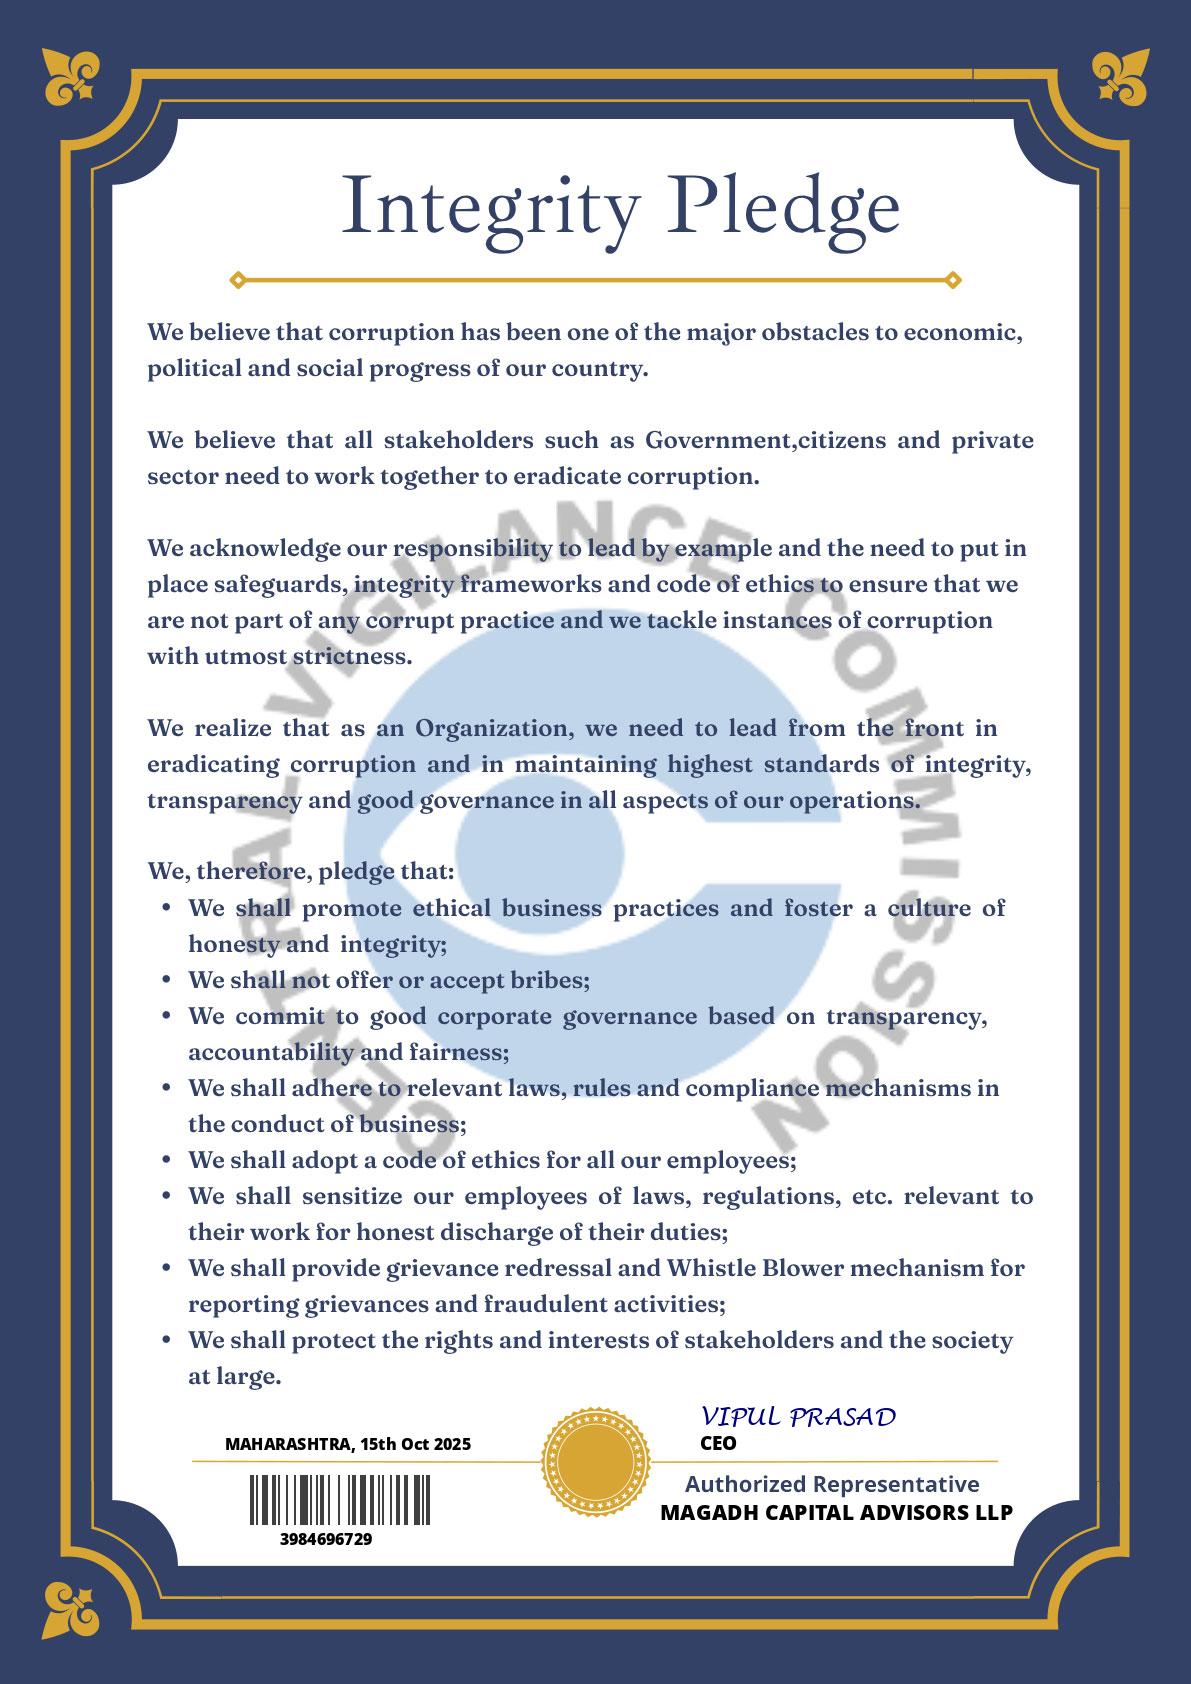 Integrity Pledge
We believe that corruption has been one of the major obstacles to economic,
political and social progress of our country.
We believe that all stakeholders such as Government,citizens and private
sector need to work together to eradicate corruption.
We acknowledge our responsibility to lead by example and the need to put in
place safeguards, integrity frameworks and code of ethics to ensure that we
are not part of any corrupt practice and we tackle instances of corruption
with utmost strictness.
We realize that as an Organization, we need to lead from the front in
eradicating corruption and in maintaining highest standards of integrity,
transparency and good governance in all aspects of our operations.
We, therefore, pledge that:
• We shall promote ethical business practices and foster a culture of
honesty and integrity;
• We shall not offer or accept bribes;
• We commit to good corporate governance based on transparency,
accountability and fairness;
• We shall adhere to relevant laws, rules and compliance mechanisms in
the conduct of business;
• We shall adopt a code of ethics for all our employees;
• We shall sensitize our employees of laws, regulations, etc. relevant to
their work for honest discharge of their duties;
• We shall provide grievance redressal and Whistle Blower mechanism for
reporting grievances and fraudulent activities;
• We shall protect the rights and interests of stakeholders and the society
at large.
CENTRAL VIGILANCE COMMISSION
MAHARASHTRA, 15th Oct 2025
3984696729
VIPUL PRASAD
CEO
Authorized Representative
MAGADH CAPITAL ADVISORS LLP